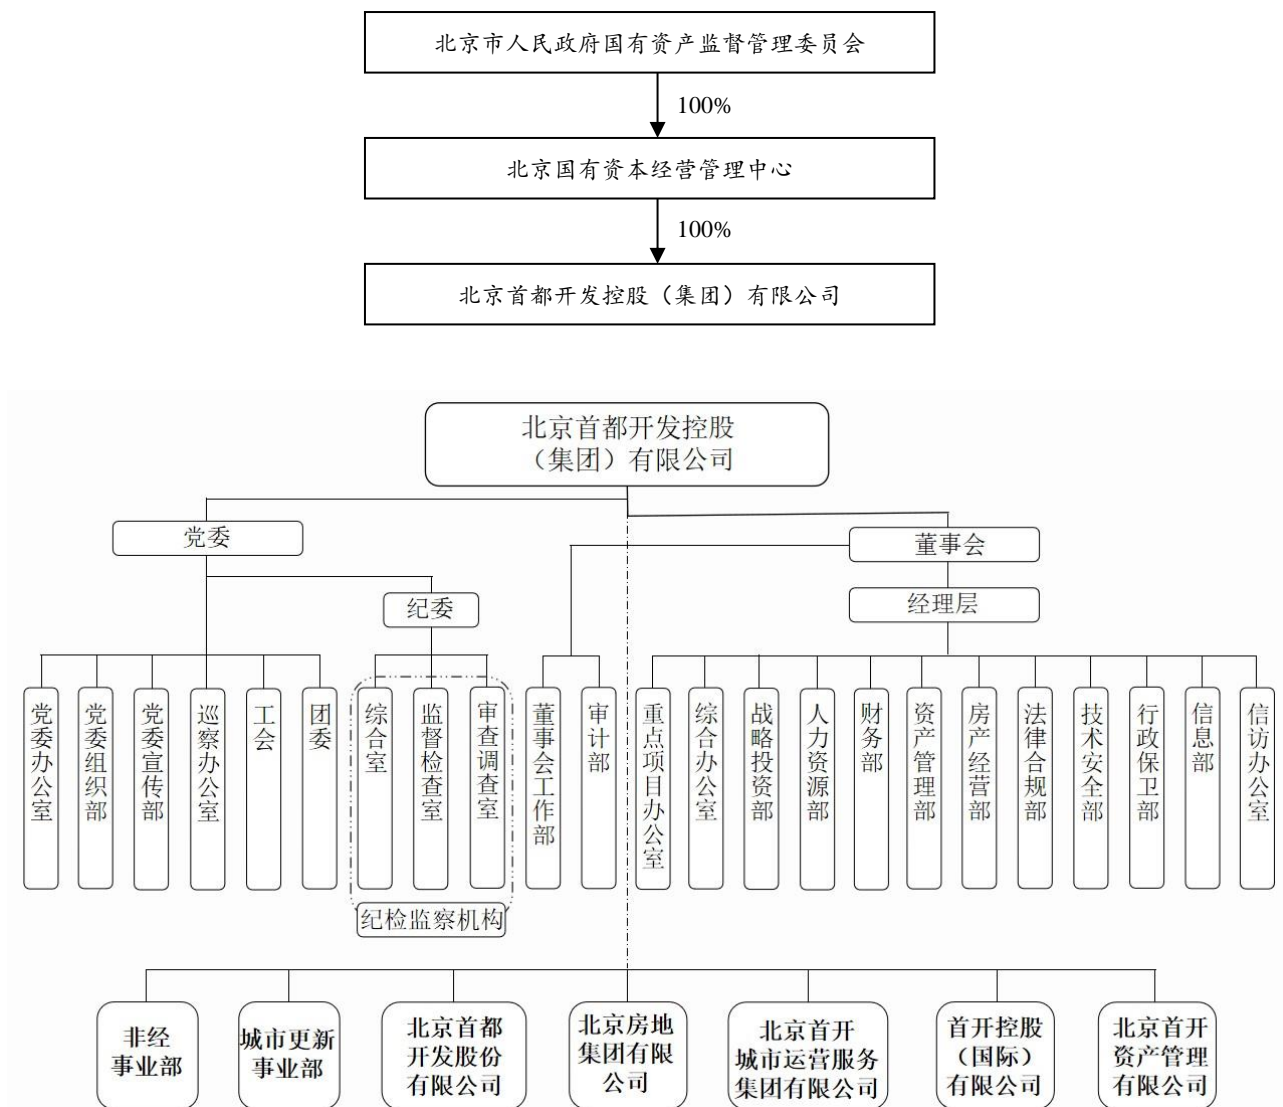 北京市人民政府国有资产监督管理委员会
100%
北京国有资本经营管理中心
100%
北京首都开发控股（集团）有限公司
北京首都开发控股
（集团）有限公司
党委
董事会
纪委
经理层
党委办公室
党委组织部
党委宣传部
巡察办公室
工会
团委
综合室
监督检查室
审查调查室
董事会工作部
审计部
重点项目办公室
综合办公室
战略投资部
人力资源部
财务部
资产管理部
房产经营部
法律合规部
技术安全部
行政保卫部
信息部
信访办公室
纪检监察机构
非经
事业部
城市更新
事业部
北京首都
开发股份
有限公司
北京房地
集团有限
公司
北京首开
城市运营服务
集团有限公司
首开控股
（国际）
有限公司
北京首开
资产管理
有限公司